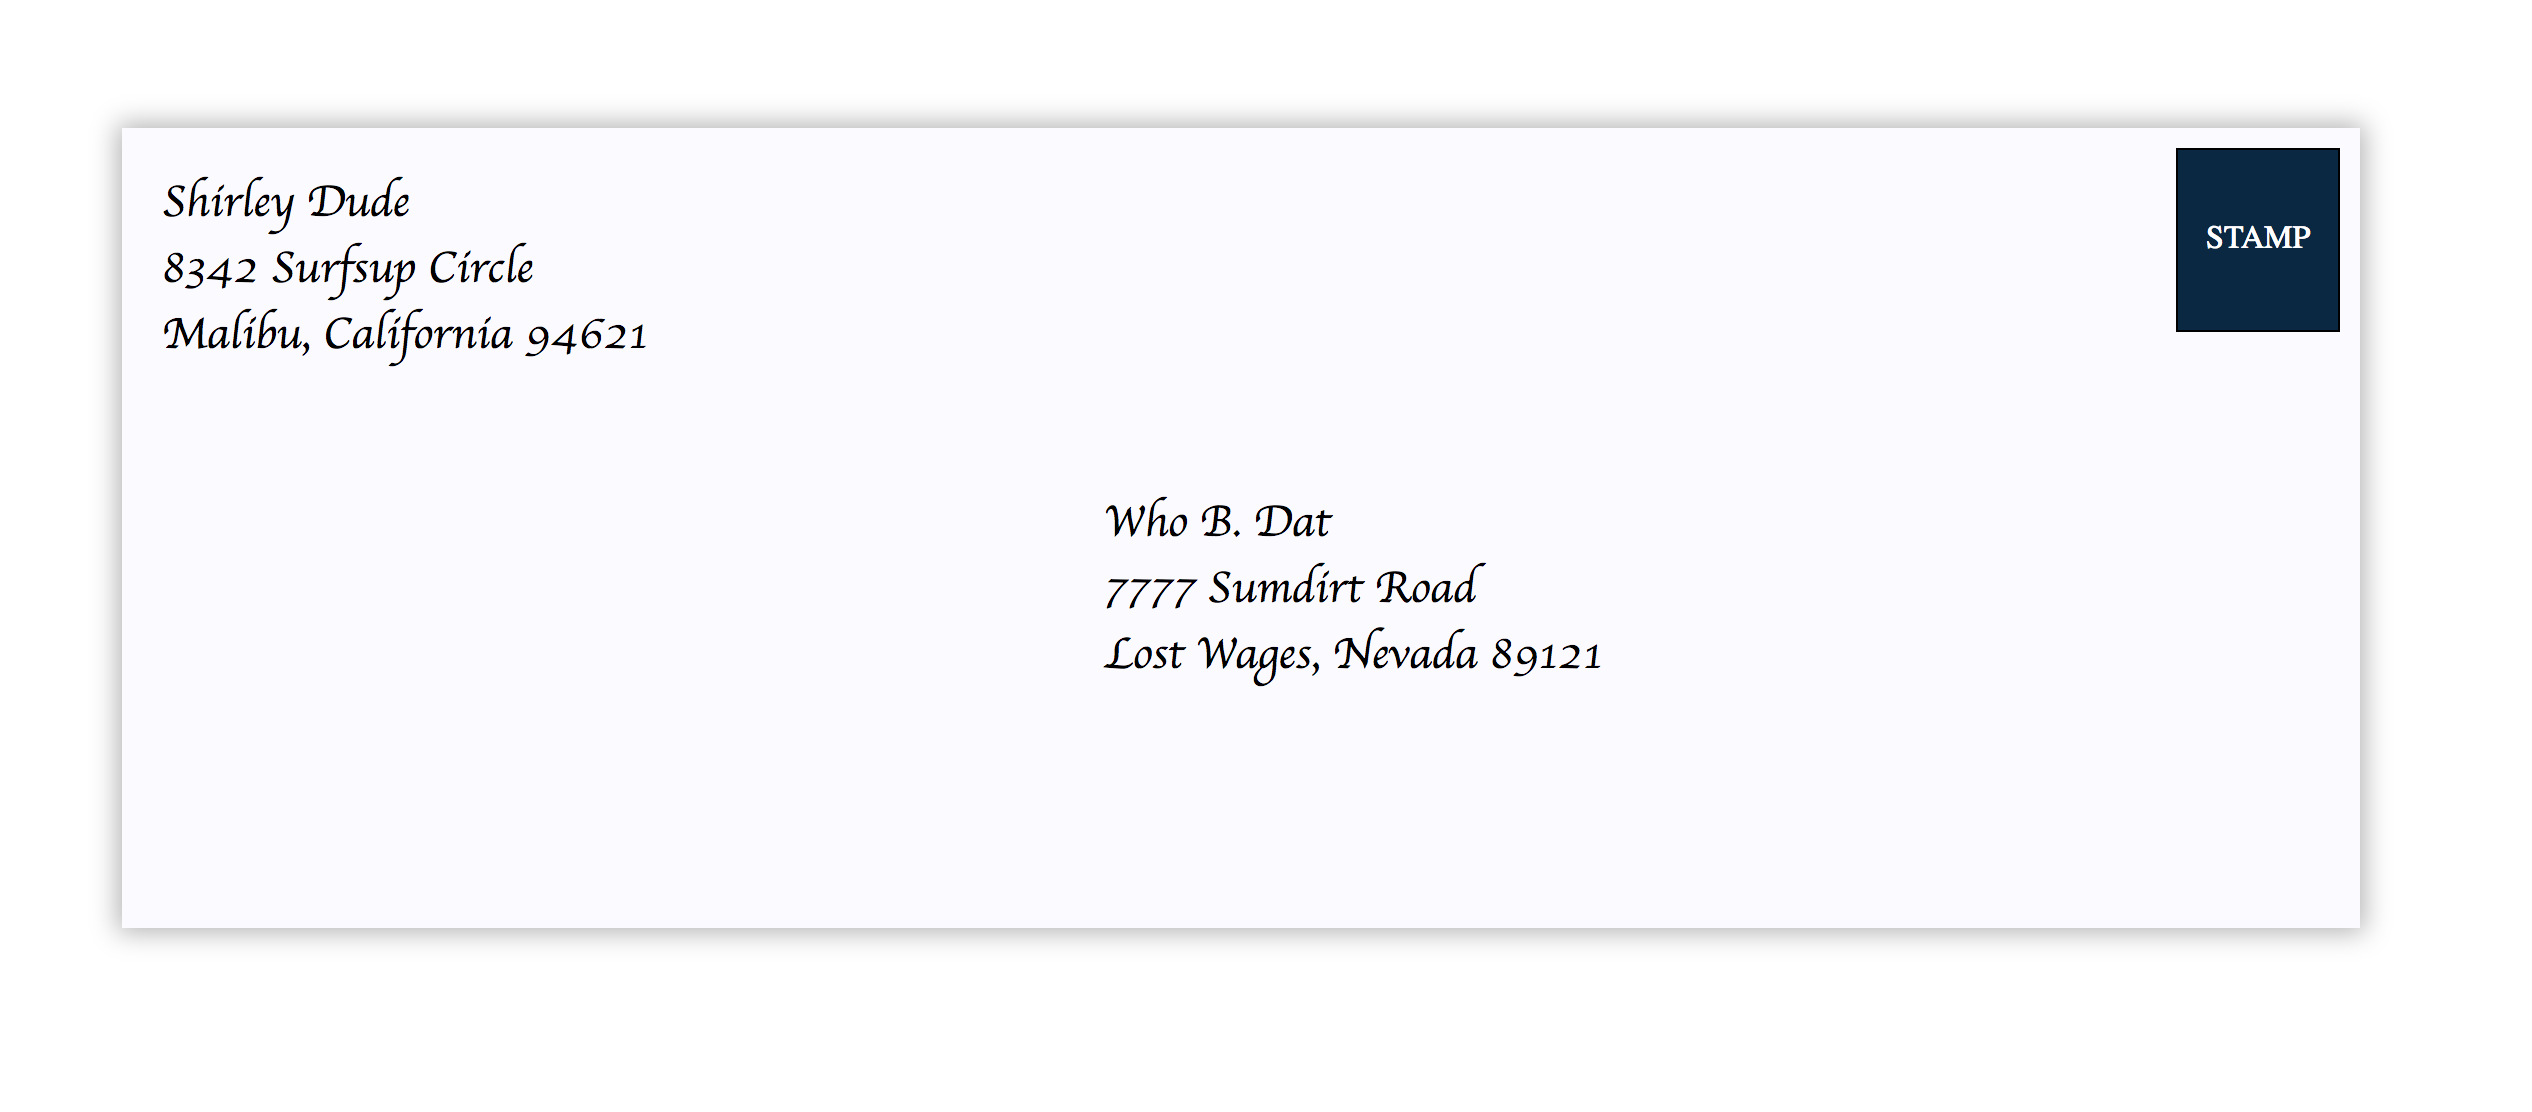 Shirley Dude
8342 Surfsup Circle
Malibu, California 94621
STAMP
Who B. Dat
7777 Sumdirt Road
Lost Wages, Nevada 89121